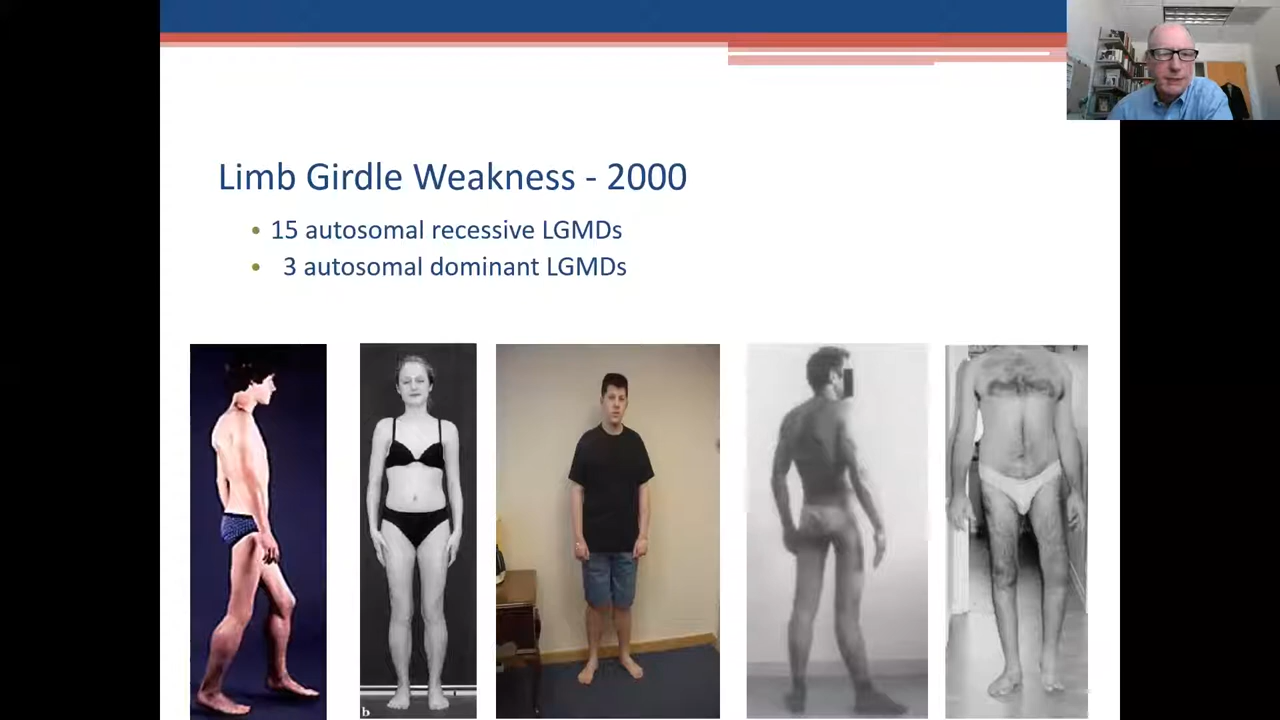 Limb Girdle Weakness - 2000
• 15 autosomal recessive LGMDs
• 3 autosomal dominant LGMDs
b